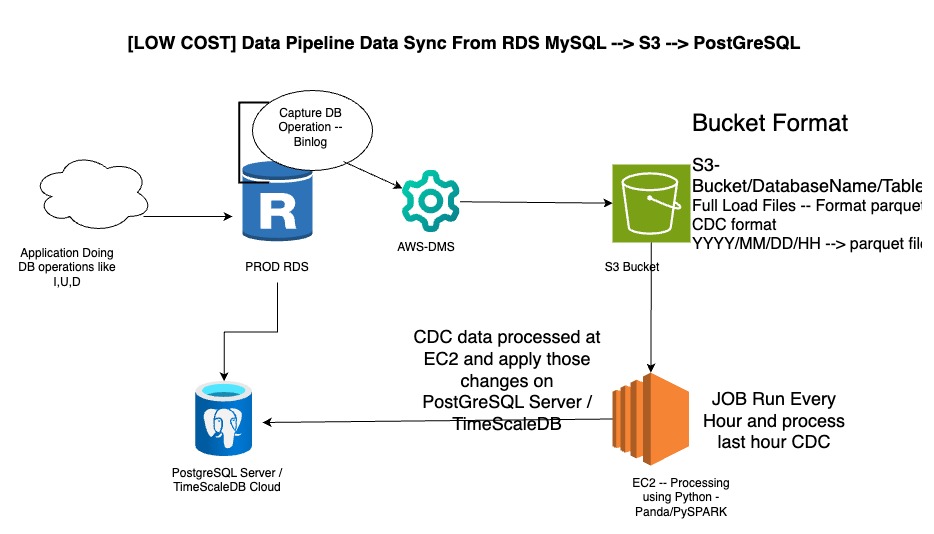 [LOW COST] Data Pipeline Data Sync From RDS MySQL --> S3 --> PostGreSQL
Capture DB
Operation --
Binlog
Bucket Format
S3-
Bucket/DatabaseName/Table
Full Load Files -- Format parquet
CDC format
YYYY/MM/DD/HH --> parquet file
R
Application Doing
DB operations like
I,U,D
PROD RDS
AWS-DMS
S3 Bucket
CDC data processed at
EC2 and apply those
changes on
PostGreSQL Server /
TimeScaleDB
JOB Run Every
Hour and process
last hour CDC
PostgreSQL Server /
TimeScaleDB Cloud
EC2 -- Processing
using Python -
Panda/PySPARK